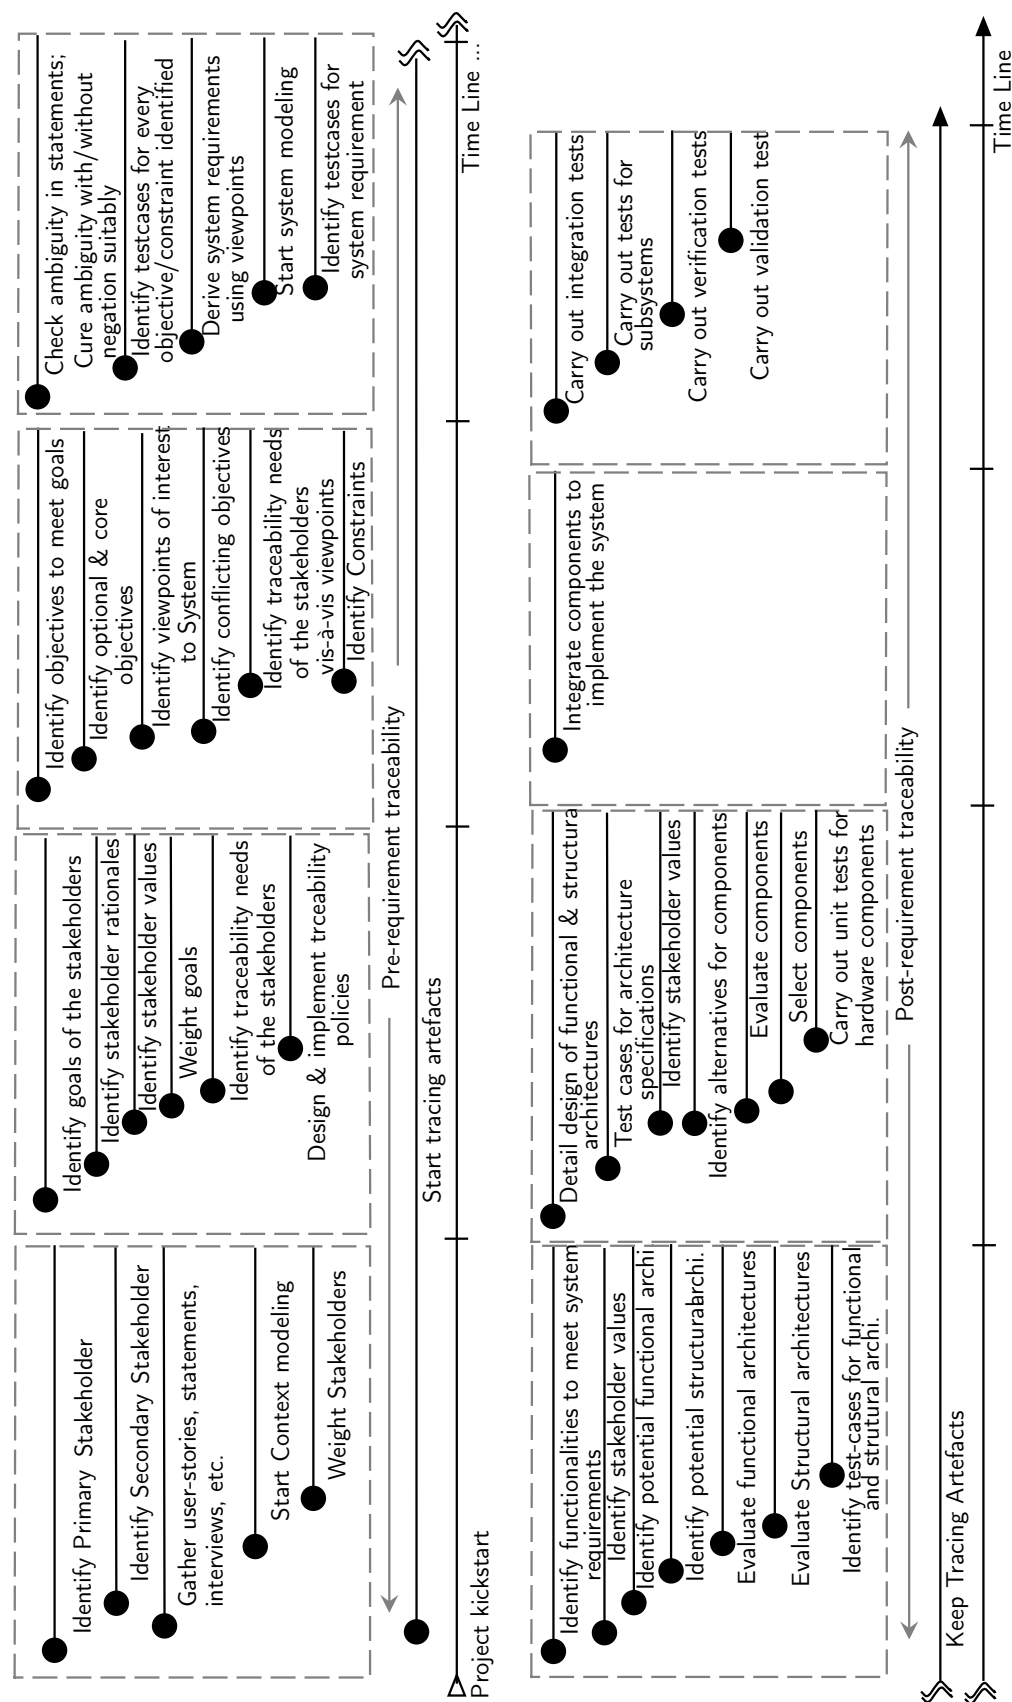 Identify Primary Stakeholder
Identify Secondary Stakeholder
Gather user-stories, statements,
interviews, etc.
Start Context modeling
Weight Stakeholders
Identify goals of the stakeholders
Identify stakeholder rationales
Identify stakeholder values
Weight goals
Identify traceability needs
of the stakeholders
Design & implement trceability
policies
Identify objectives to meet goals
Identify optional & core
objectives
Identify viewpoints of interest
to System
Identify conflicting objectives
Identify traceability needs
of the stakeholders
vis-à-vis viewpoints
Identify Constraints
Check ambiguity in statements;
Cure ambiguity with/without
negation suitably
Identify testcases for every
objective/constraint identified
Derive system requirements
using viewpoints
Start system modeling
Identify testcases for
system requirement
Pre-requirement traceability
Start tracing artefacts
Project kickstart
Time Line ...
Identify functionalities to meet system
requirements
Identify stakeholder values
Identify potential functional archi
Identify potential structuralarchi.
Evaluate functional architectures
Evaluate Structural architectures
Identify test-cases for functional
and strutural archi.
Detail design of functional & structura
architectures
Test cases for architecture
specifications
Identify stakeholder values
Identify alternatives for components
Evaluate components
Select components
Carry out unit tests for
hardware components
Integrate components to
implement the system
Carry out integration tests
Carry out tests for
subsystems
Carry out verification tests
Carry out validation test
Post-requirement traceability
Keep Tracing Artefacts
Time Line